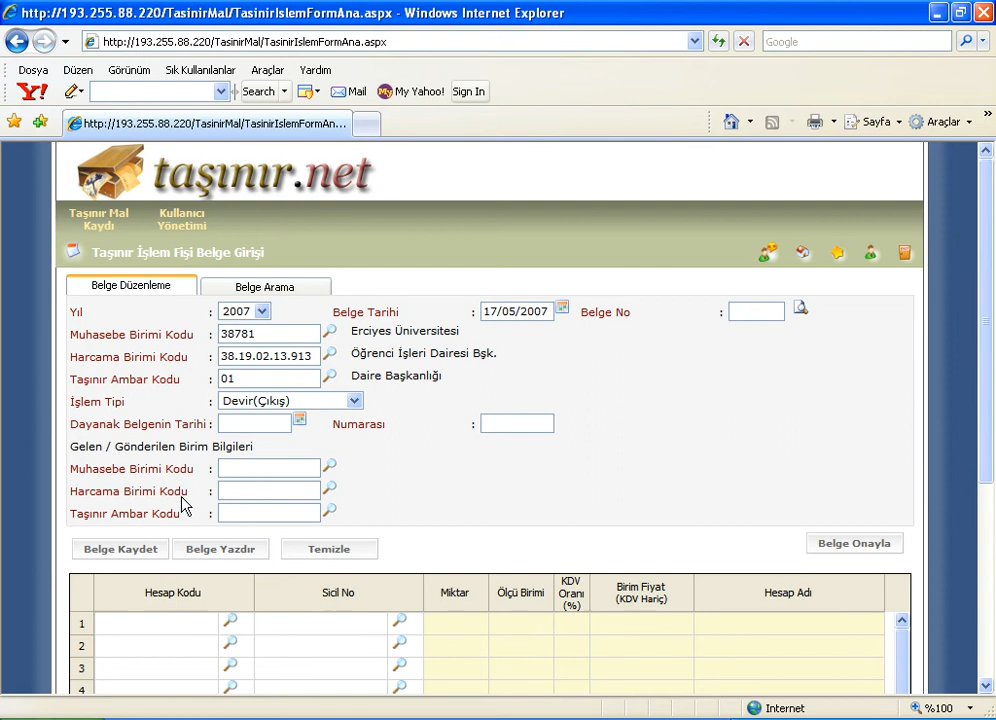 http://193.255.88.220/TasinirMal/TasinirIslemFormAna.aspx - Windows Internet Explorer
http://193.255.88.220/TasinirMal/TasinirIslemFormAna.aspx
Google
Dosya Düzen Görünüm Sık Kullanılanlar Araçlar Yardım
Y! Search Mail My Yahoo! Sign In
http://193.255.88.220/TasinirMal/TasinirIslemFormAn...
Sayfa Araçlar
taşınır.net
Taşınır Mal Kaydı
Kullanıcı Yönetimi
Taşınır İşlem Fişi Belge Girişi
Belge Düzenleme Belge Arama
Yıl : 2007 Belge Tarihi : 17/05/2007 Belge No :
Muhasebe Birimi Kodu : 38781 Erciyes Üniversitesi
Harcama Birimi Kodu : 38.19.02.13.913 Öğrenci İşleri Dairesi Bşk.
Taşınır Ambar Kodu : 01 Daire Başkanlığı
İşlem Tipi : Devir(Çıkış)
Dayanak Belgenin Tarihi : Numarası :
Gelen / Gönderilen Birim Bilgileri
Muhasebe Birimi Kodu :
Harcama Birimi Kodu :
Taşınır Ambar Kodu :
Belge Kaydet Belge Yazdır Temizle Belge Onayla
Hesap Kodu Sicil No Miktar Ölçü Birimi KDV Oranı (%) Birim Fiyat (KDV Hariç) Hesap Adı
1
2
3
4
Internet %100